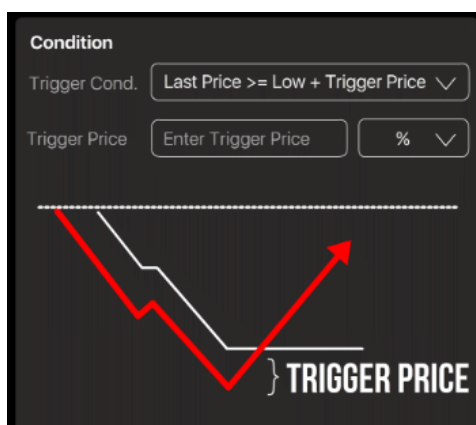 Condition
Trigger Cond. Last Price >= Low + Trigger Price
Trigger Price Enter Trigger Price %
} TRIGGER PRICE